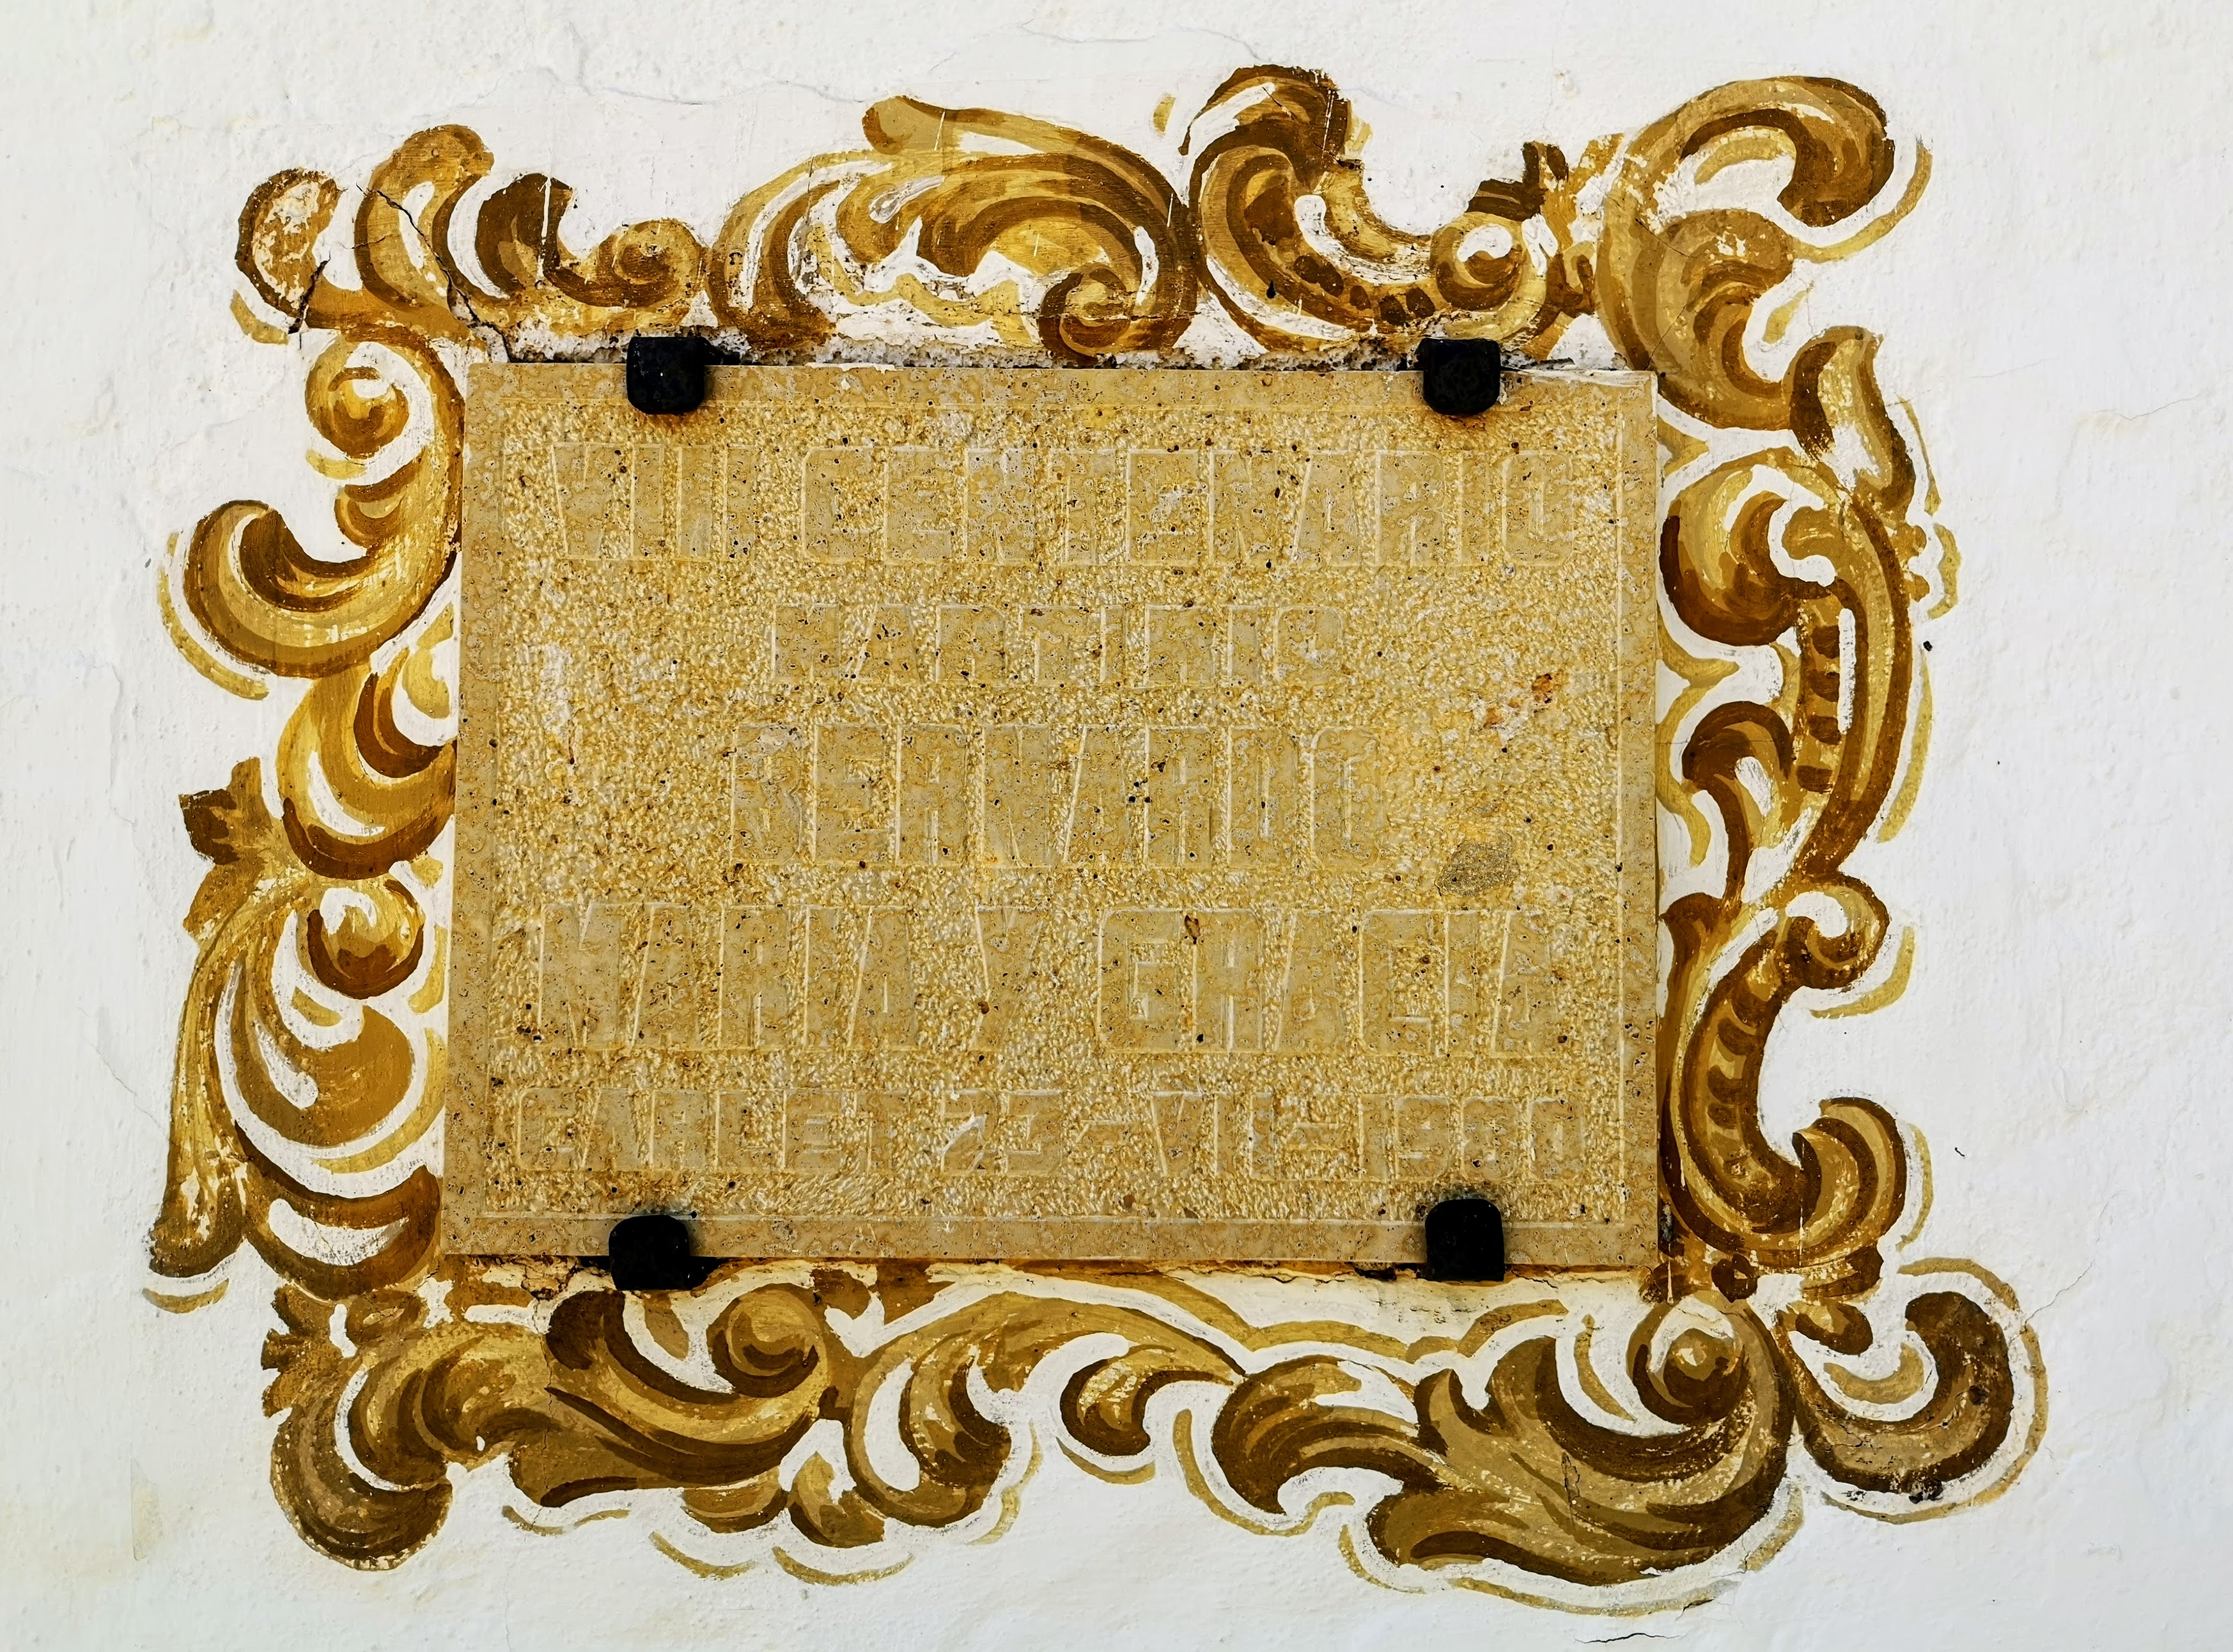 VIII CENTENARIO
MARTIRIO
BERNARDO
MARIA Y GRACIA
CARLET 23-VII-1980